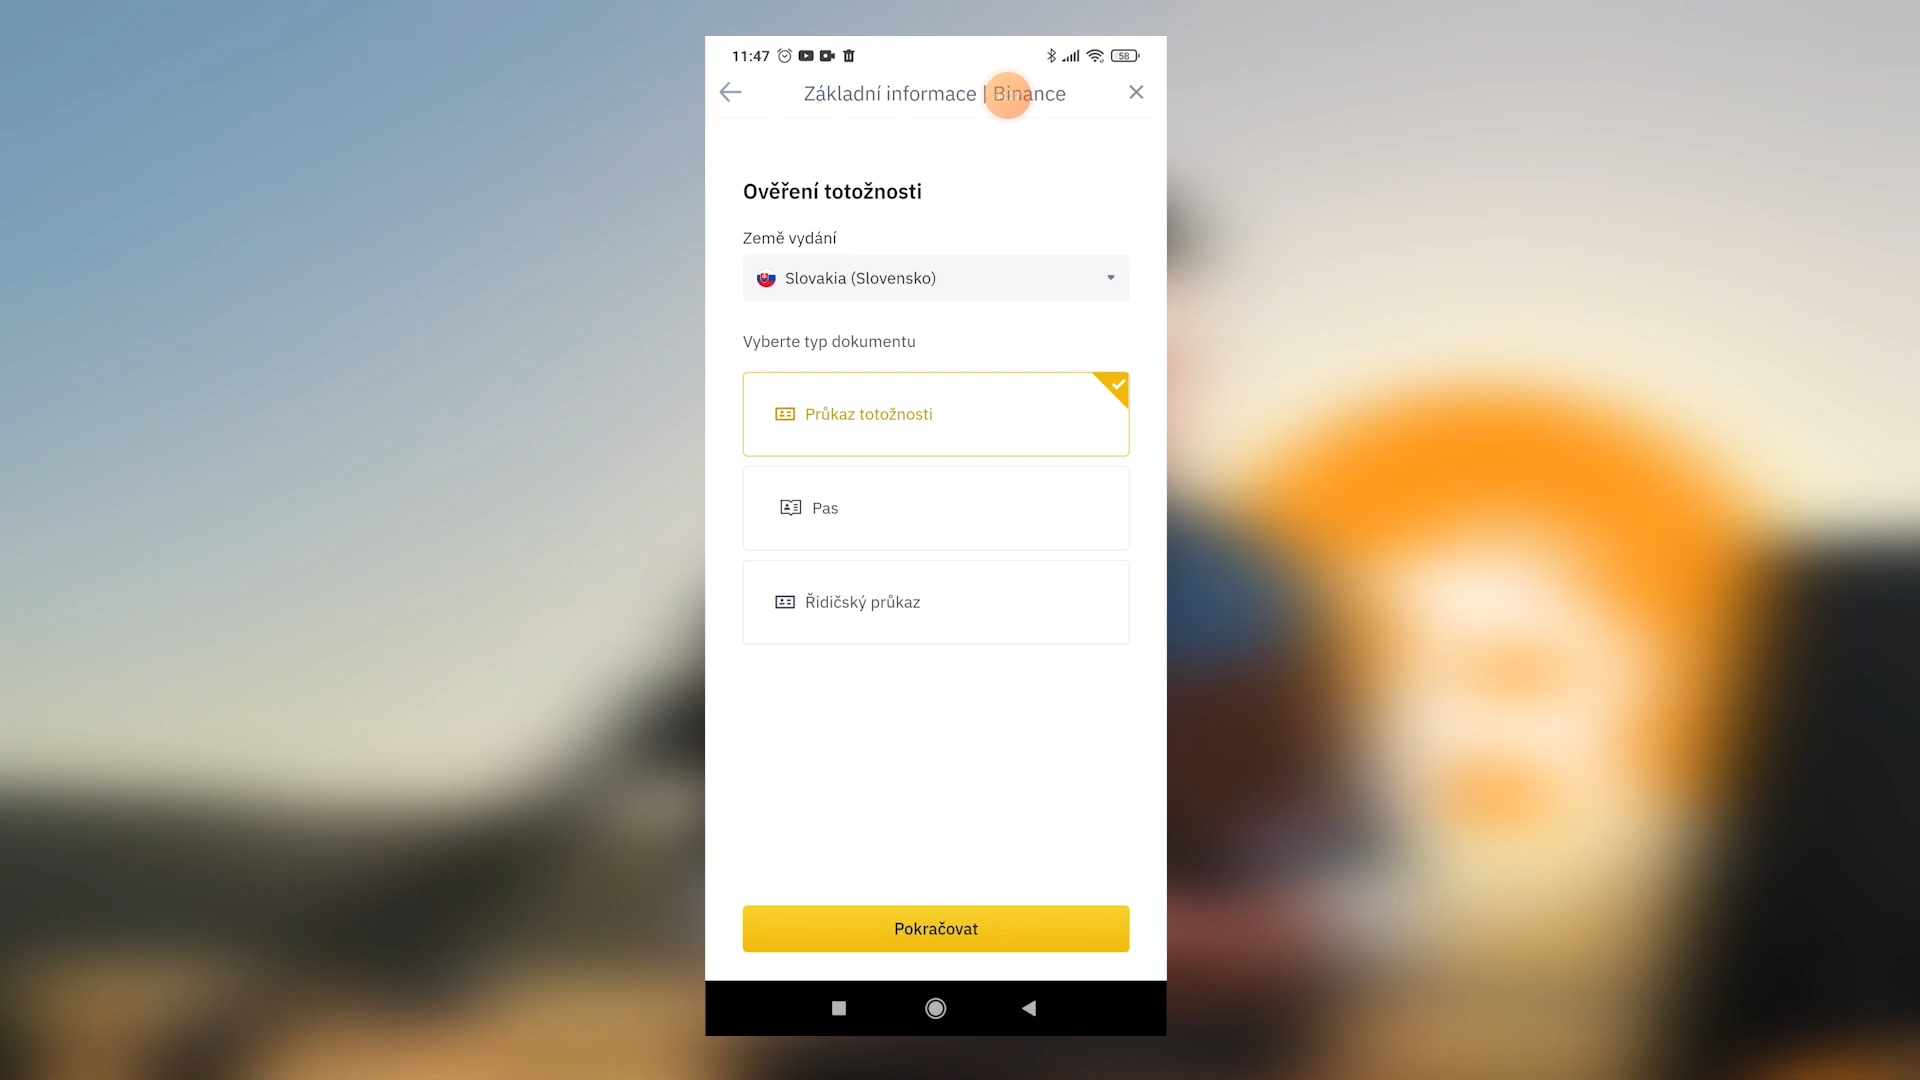 11:47
58
Základní informace | Binance
Ověření totožnosti
Země vydání
Slovakia (Slovensko)
Vyberte typ dokumentu
Průkaz totožnosti
Pas
Řidičský průkaz
Pokračovat